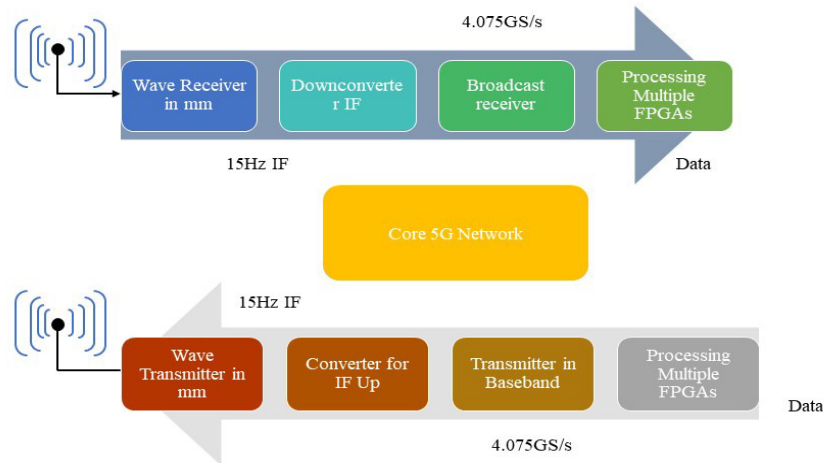 4.075GS/s
Wave Receiver
in mm
Downconverte
r IF
Broadcast
receiver
Processing
Multiple
FPGAs
15Hz IF
Data
Core 5G Network
15Hz IF
Wave
Transmitter in
mm
Converter for
IF Up
Transmitter in
Baseband
Processing
Multiple
FPGAs
Data
4.075GS/s